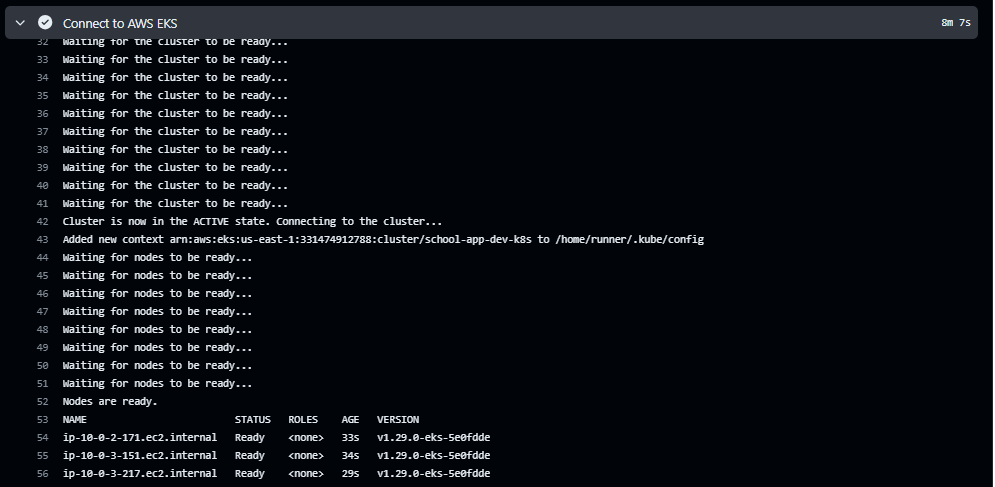 Connect to AWS EKS 8m 7s
32 Waiting for the cluster to be ready...
33 Waiting for the cluster to be ready...
34 Waiting for the cluster to be ready...
35 Waiting for the cluster to be ready...
36 Waiting for the cluster to be ready...
37 Waiting for the cluster to be ready...
38 Waiting for the cluster to be ready...
39 Waiting for the cluster to be ready...
40 Waiting for the cluster to be ready...
41 Waiting for the cluster to be ready...
42 Cluster is now in the ACTIVE state. Connecting to the cluster...
43 Added new context arn:aws:eks:us-east-1:331474912788:cluster/school-app-dev-k8s to /home/runner/.kube/config
44 Waiting for nodes to be ready...
45 Waiting for nodes to be ready...
46 Waiting for nodes to be ready...
47 Waiting for nodes to be ready...
48 Waiting for nodes to be ready...
49 Waiting for nodes to be ready...
50 Waiting for nodes to be ready...
51 Waiting for nodes to be ready...
52 Nodes are ready.
53 NAME STATUS ROLES AGE VERSION
54 ip-10-0-2-171.ec2.internal Ready <none> 33s v1.29.0-eks-5e0fdde
55 ip-10-0-3-151.ec2.internal Ready <none> 34s v1.29.0-eks-5e0fdde
56 ip-10-0-3-217.ec2.internal Ready <none> 29s v1.29.0-eks-5e0fdde